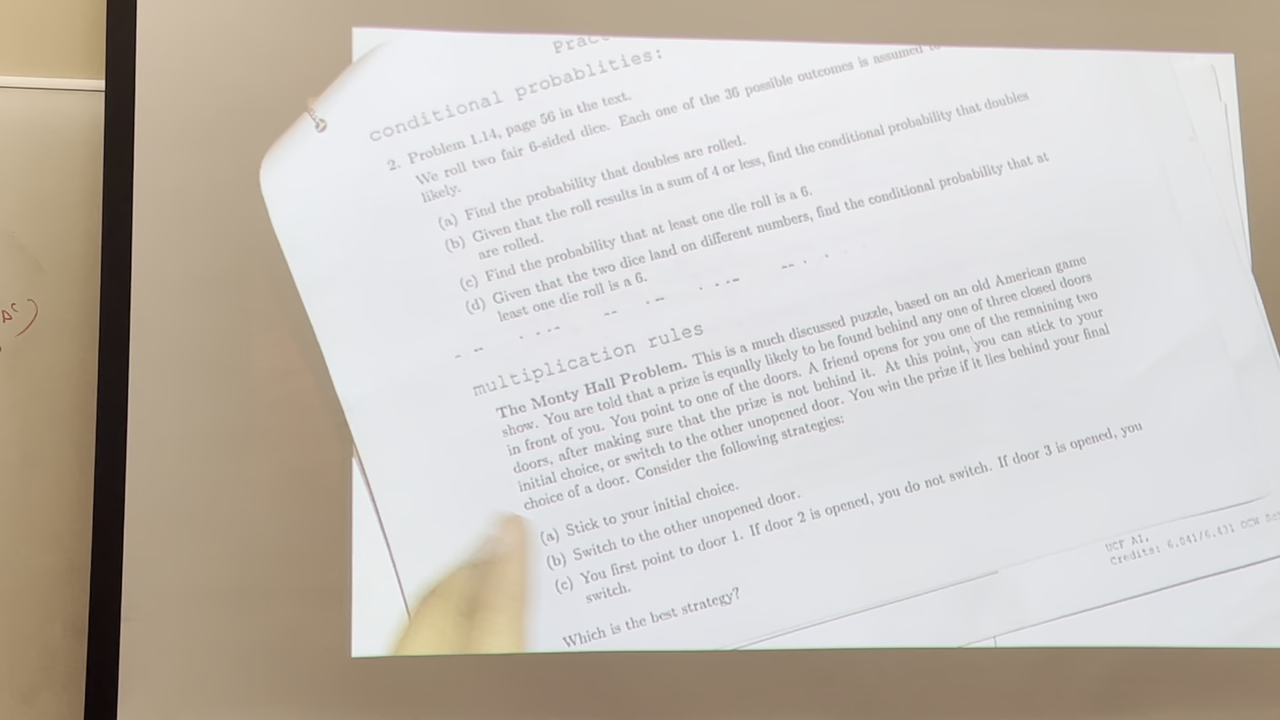 conditional probablities:
2. Problem 1.14, page 56 in the text.
We roll two fair 6-sided dice. Each one of the 36 possible outcomes is assumed
likely.
(a) Find the probability that doubles are rolled.
(b) Given that the roll results in a sum of 4 or less, find the conditional probability that doubles
are rolled.
(c) Find the probability that at least one die roll is a 6.
(d) Given that the two dice land on different numbers, find the conditional probability that at
least one die roll is a 6.
multiplication rules
The Monty Hall Problem. This is a much discussed puzzle, based on an old American game
show. You are told that a prize is equally likely to be found behind any one of three closed doors
in front of you. You point to one of the doors. A friend opens for you one of the remaining two
doors, after making sure that the prize is not behind it. At this point, you can stick to your
initial choice, or switch to the other unopened door. You win the prize if it lies behind your final
choice of a door. Consider the following strategies:
(a) Stick to your initial choice.
(b) Switch to the other unopened door.
(c) You first point to door 1. If door 2 is opened, you do not switch. If door 3 is opened, you
switch.
Which is the best strategy?
UCF AI,
Credits: 6.041/6.431 OCW